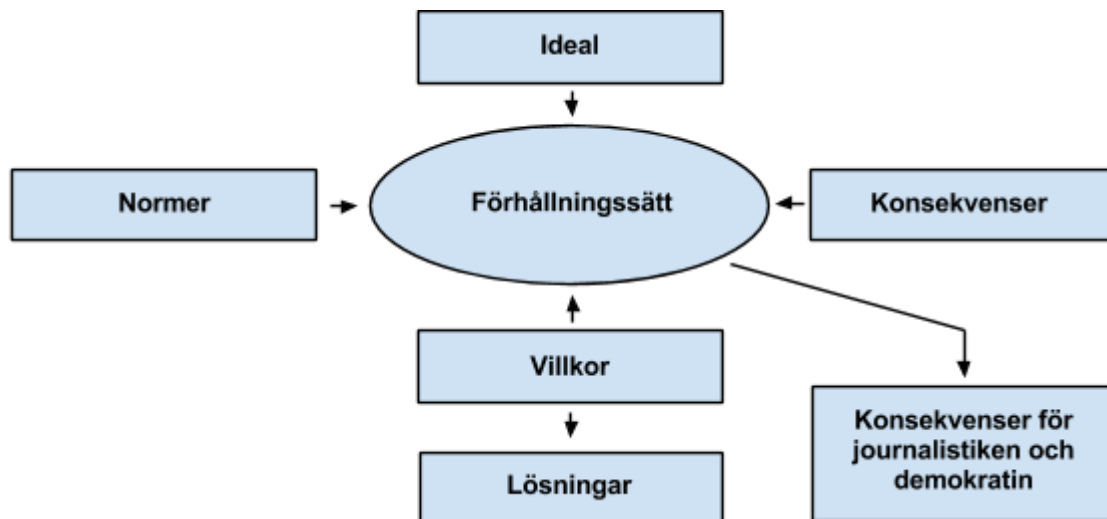 Ideal
Normer
Förhållningssätt
Konsekvenser
Villkor
Konsekvenser för
journalistiken och
demokratin
Lösningar